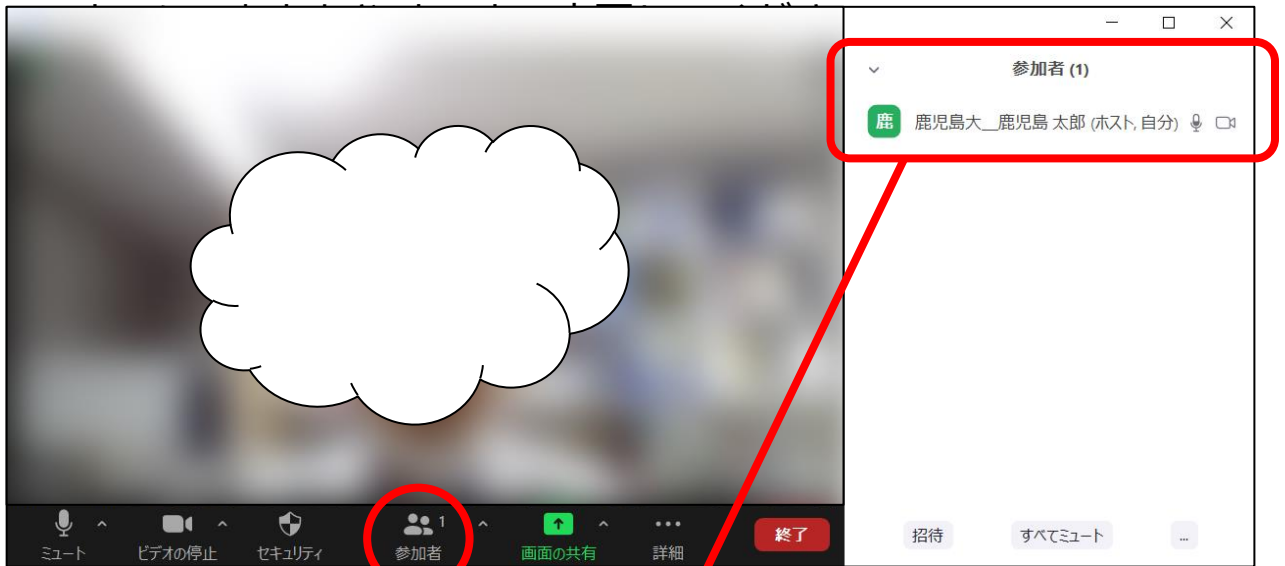 参加者 (1)
鹿 鹿児島大__鹿児島 太郎 (ホスト, 自分)
ミュート ビデオの停止 セキュリティ 参加者 1 画面の共有 詳細 終了
招待 すべてミュート ...